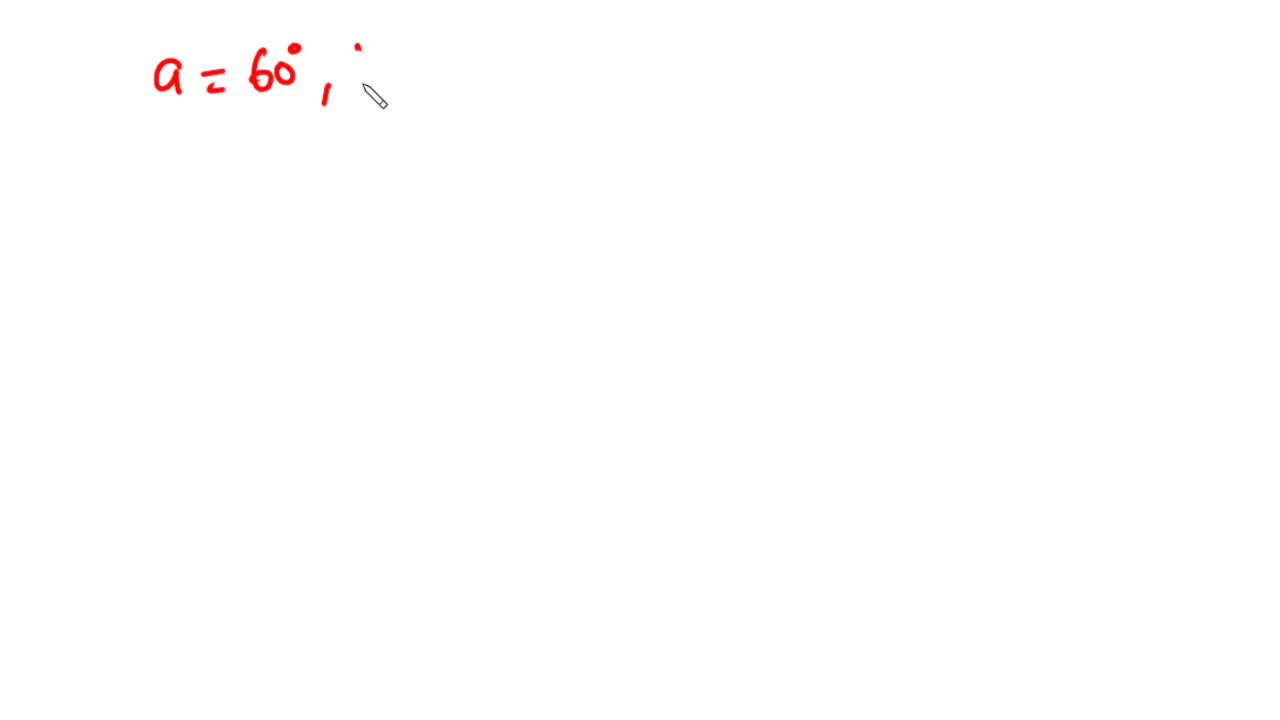 a = 60°,